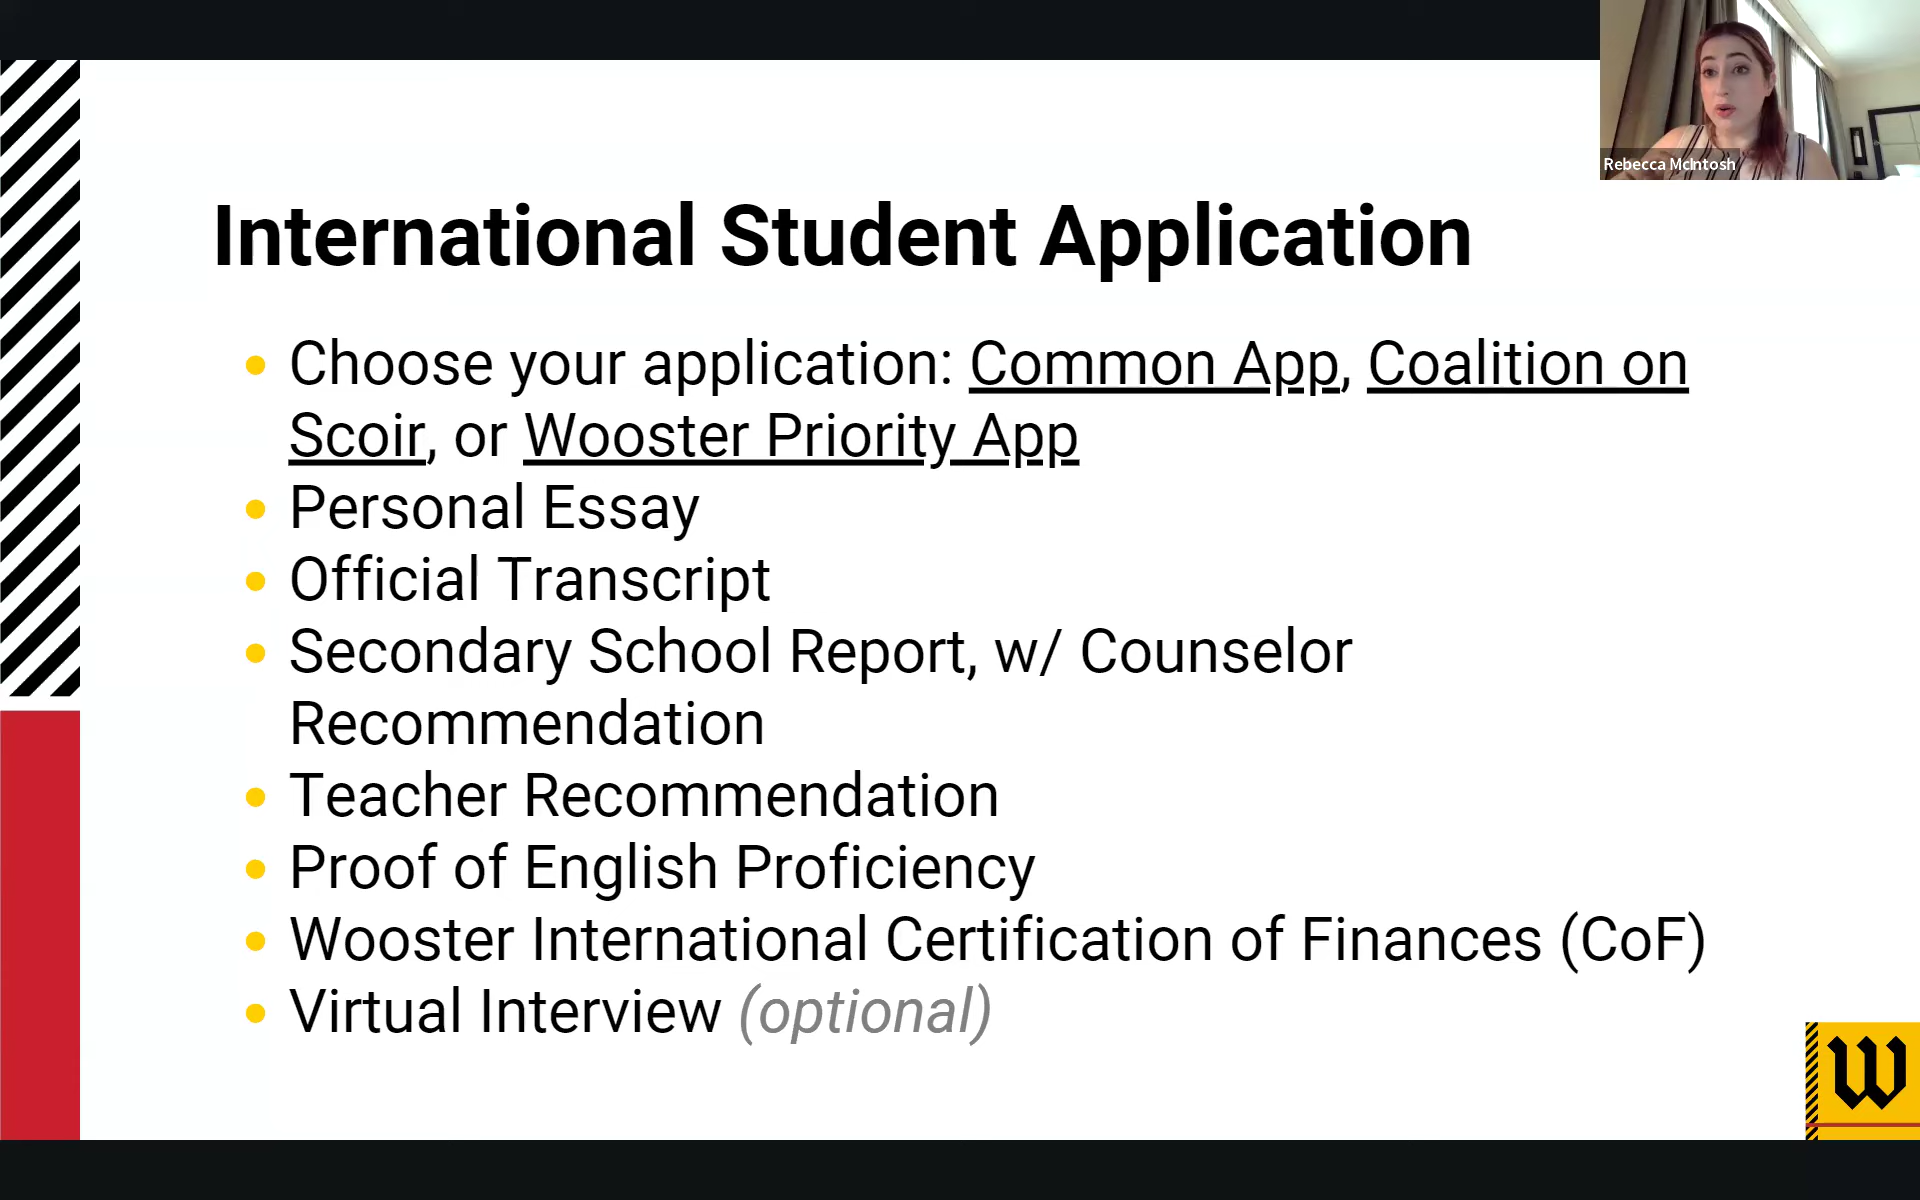 Rebecca McIntosh
International Student Application
Choose your application: Common App, Coalition on
Scoir, or Wooster Priority App
Personal Essay
Official Transcript
Secondary School Report, w/ Counselor
Recommendation
Teacher Recommendation
Proof of English Proficiency
Wooster International Certification of Finances (CoF)
Virtual Interview (optional)
W